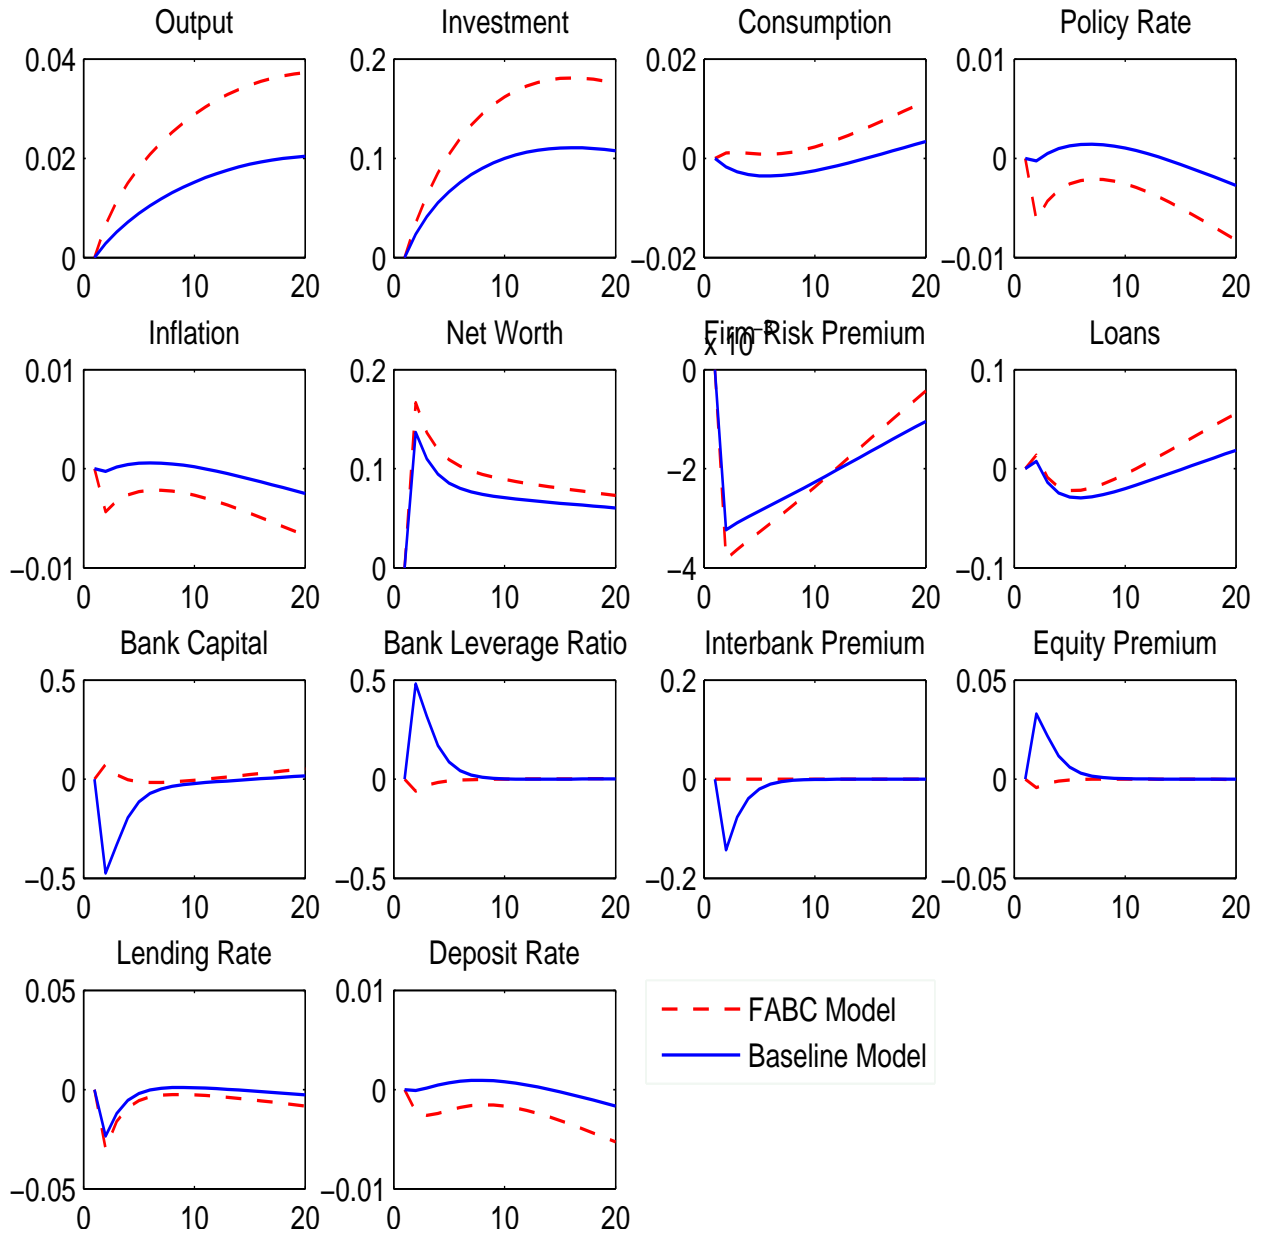 Output Investment Consumption Policy Rate
0.04 0.2 0.02 0.01
0.02 0.1 0 0
0 0 −0.02 −0.01
0 10 20 0 10 20 0 10 20 0 10 20
Inflation Net Worth Firm Risk Premium Loans
x 10−3
0.01 0.2 0 0.1
0 0.1 −2 0
−0.01 0 −4 −0.1
0 10 20 0 10 20 0 10 20 0 10 20
Bank Capital Bank Leverage Ratio Interbank Premium Equity Premium
0.5 0.5 0.2 0.05
0 0 0 0
−0.5 −0.5 −0.2 −0.05
0 10 20 0 10 20 0 10 20 0 10 20
Lending Rate Deposit Rate
0.05 0.01
FABC Model
Baseline Model
0 0
−0.05 −0.01
0 10 20 0 10 20